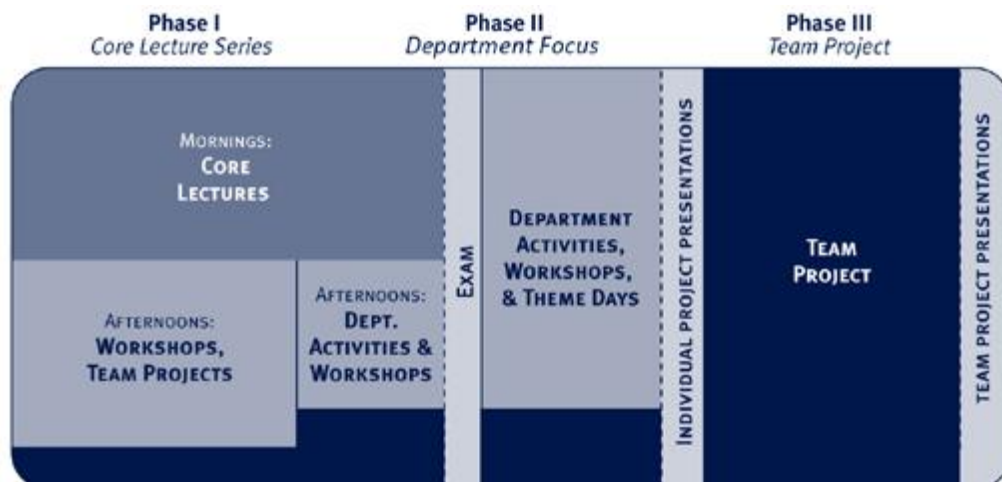 Phase I
Core Lecture Series
Phase II
Department Focus
Phase III
Team Project
MORNINGS:
CORE
LECTURES
AFTERNOONS:
WORKSHOPS,
TEAM PROJECTS
AFTERNOONS:
DEPT.
ACTIVITIES &
WORKSHOPS
EXAM
DEPARTMENT
ACTIVITIES,
WORKSHOPS,
& THEME DAYS
INDIVIDUAL PROJECT PRESENTATIONS
TEAM
PROJECT
TEAM PROJECT PRESENTATIONS